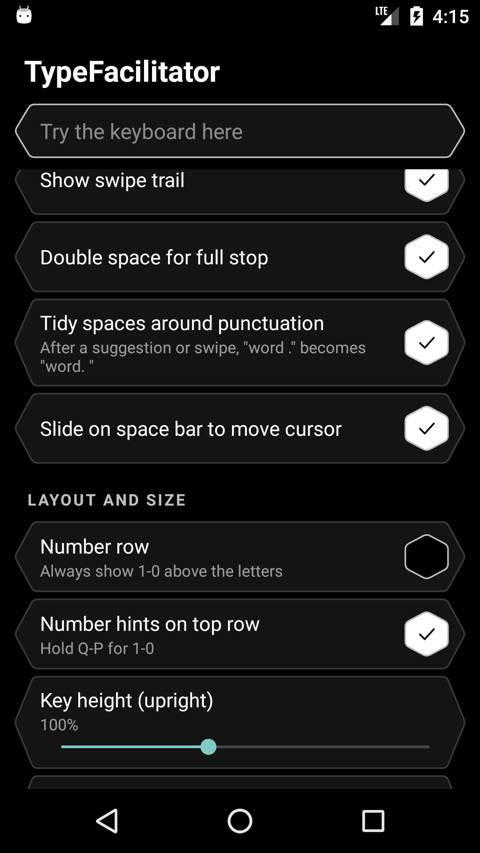 LTE 4:15
TypeFacilitator
Try the keyboard here
Show swipe trail
Double space for full stop
Tidy spaces around punctuation
After a suggestion or swipe, "word ." becomes
"word. "
Slide on space bar to move cursor
LAYOUT AND SIZE
Number row
Always show 1-0 above the letters
Number hints on top row
Hold Q-P for 1-0
Key height (upright)
100%